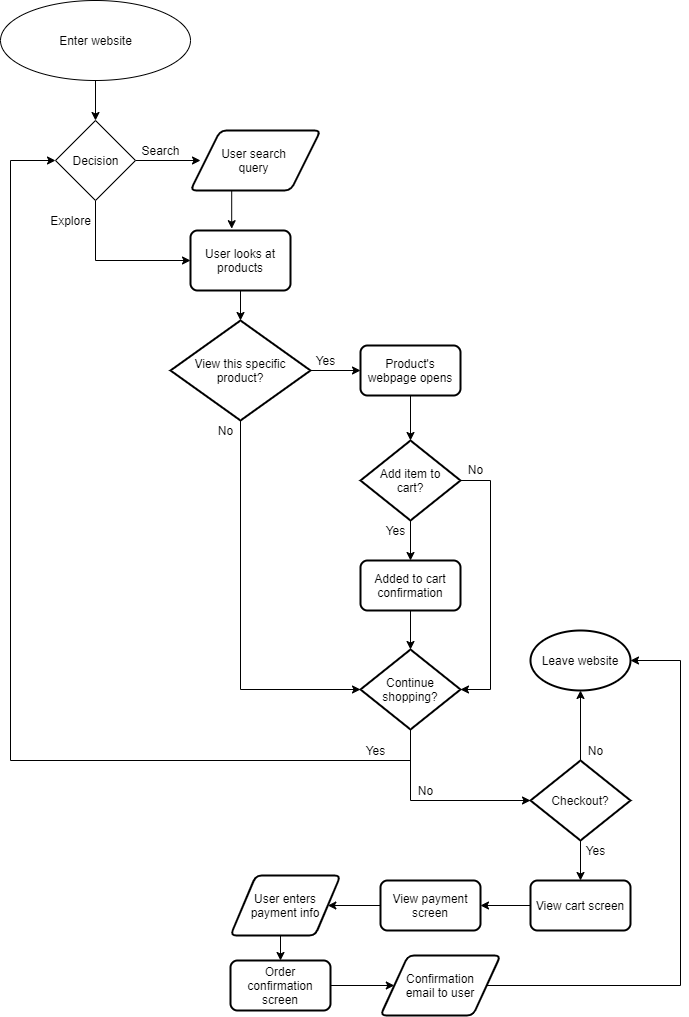 Enter website
Decision
Search
User search
query
Explore
User looks at
products
View this specific
product?
Yes
Product's
webpage opens
No
Add item to
cart?
No
Yes
Added to cart
confirmation
Continue
shopping?
Leave website
Yes
No
No
Checkout?
Yes
User enters
payment info
View payment
screen
View cart screen
Order
confirmation
screen
Confirmation
email to user